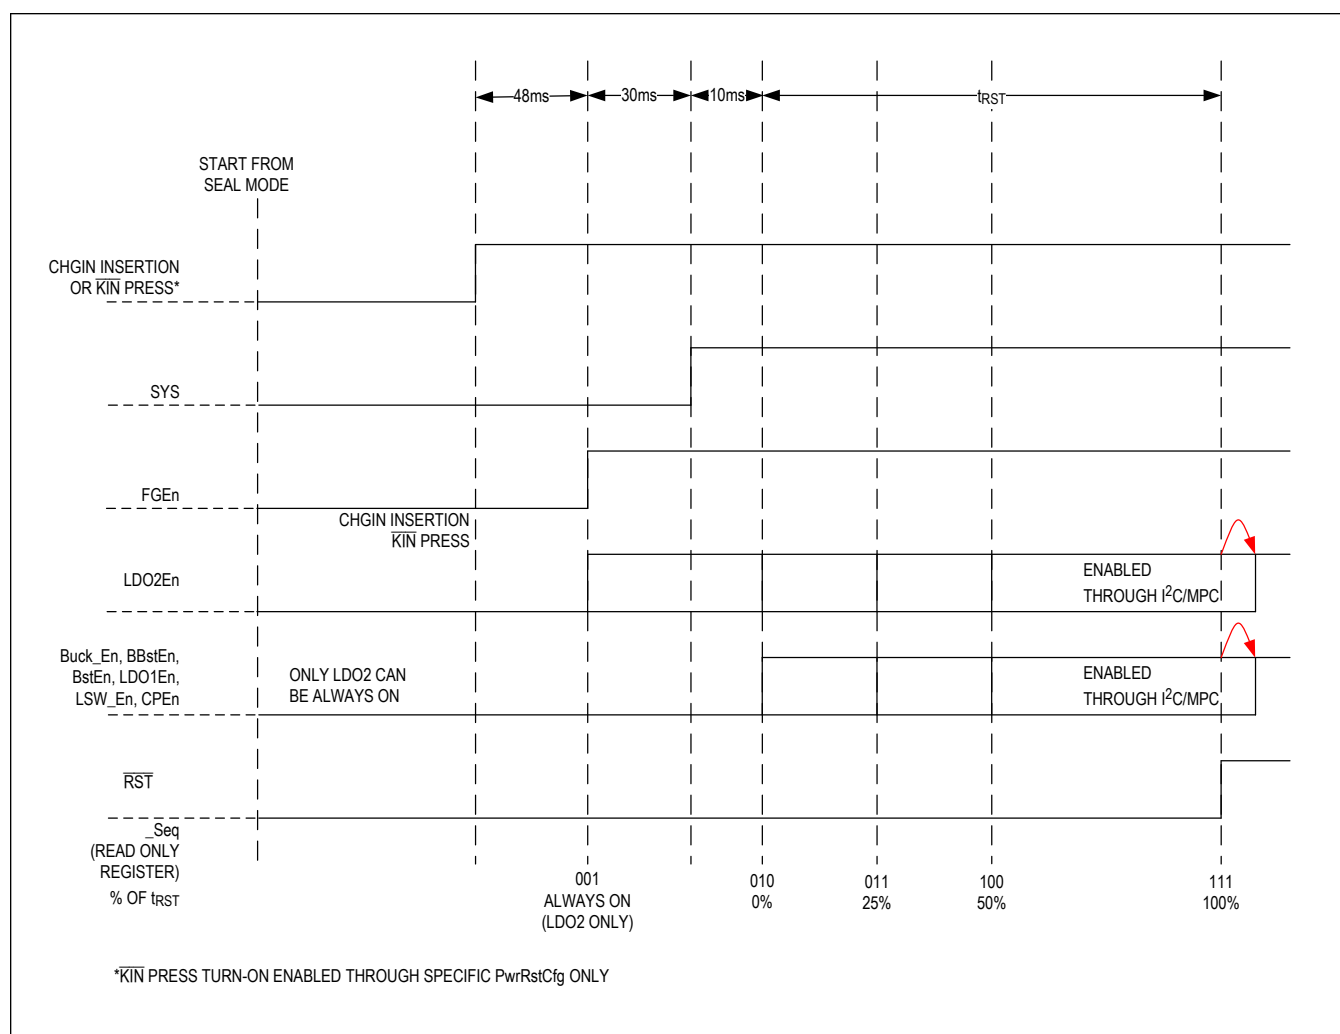 48ms
30ms
10ms
tRST
START FROM
SEAL MODE
CHGIN INSERTION
OR KIN PRESS*
SYS
FGEn
CHGIN INSERTION
KIN PRESS
LDO2En
ENABLED
THROUGH I2C/MPC
Buck_En, BBstEn,
BstEn, LDO1En,
LSW_En, CPEn
ONLY LDO2 CAN
BE ALWAYS ON
ENABLED
THROUGH I2C/MPC
RST
_Seq
(READ ONLY
REGISTER)
% OF tRST
001
ALWAYS ON
(LDO2 ONLY)
010
0%
011
25%
100
50%
111
100%
*KIN PRESS TURN-ON ENABLED THROUGH SPECIFIC PwrRstCfg ONLY